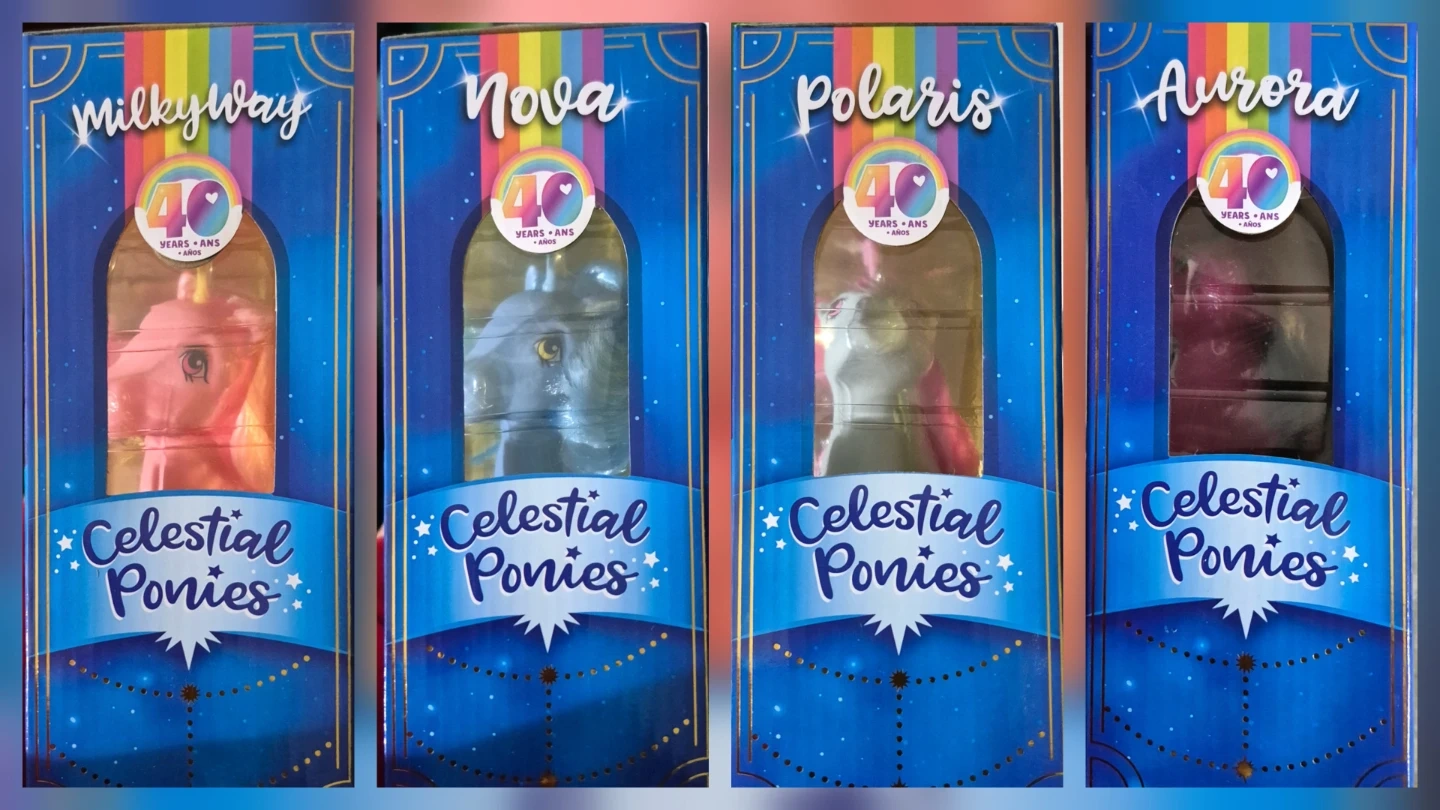 MilkyWay
40
YEARS • ANS
• AÑOS
Celestial
Ponies
Nova
40
YEARS • ANS
• AÑOS
Celestial
Ponies
Polaris
40
YEARS • ANS
• AÑOS
Celestial
Ponies
Aurora
40
YEARS • ANS
• AÑOS
Celestial
Ponies